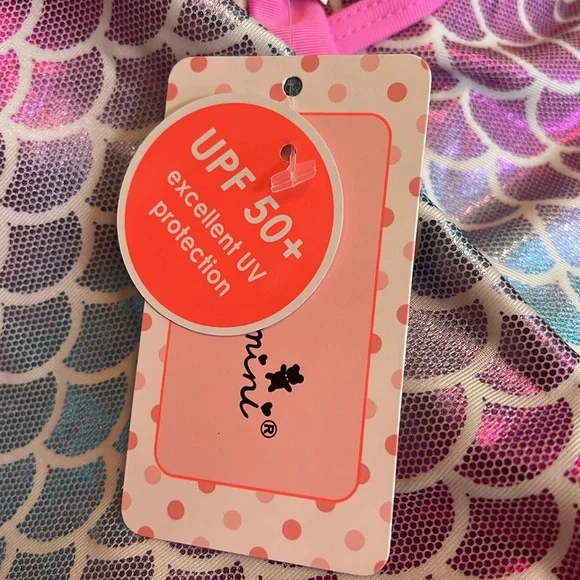 UPF 50+
excellent UV
protection
mini®